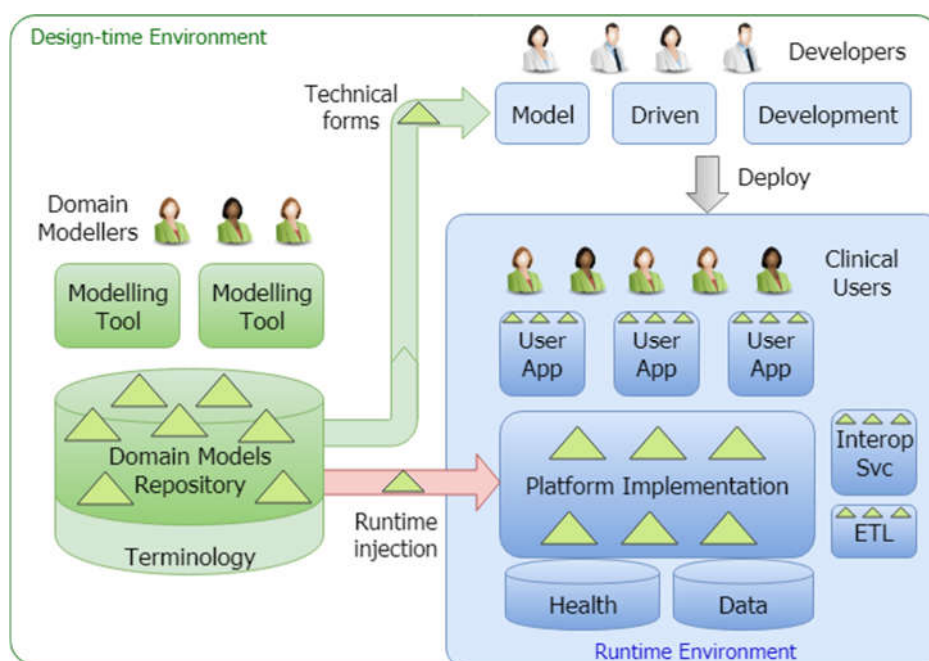 Design-time Environment
Developers
Technical
forms
Model
Driven
Development
Deploy
Domain
Modellers
Modelling
Tool
Modelling
Tool
Clinical
Users
User
App
User
App
User
App
Domain Models
Repository
Terminology
Runtime
injection
Platform Implementation
Interop
Svc
ETL
Health
Data
Runtime Environment